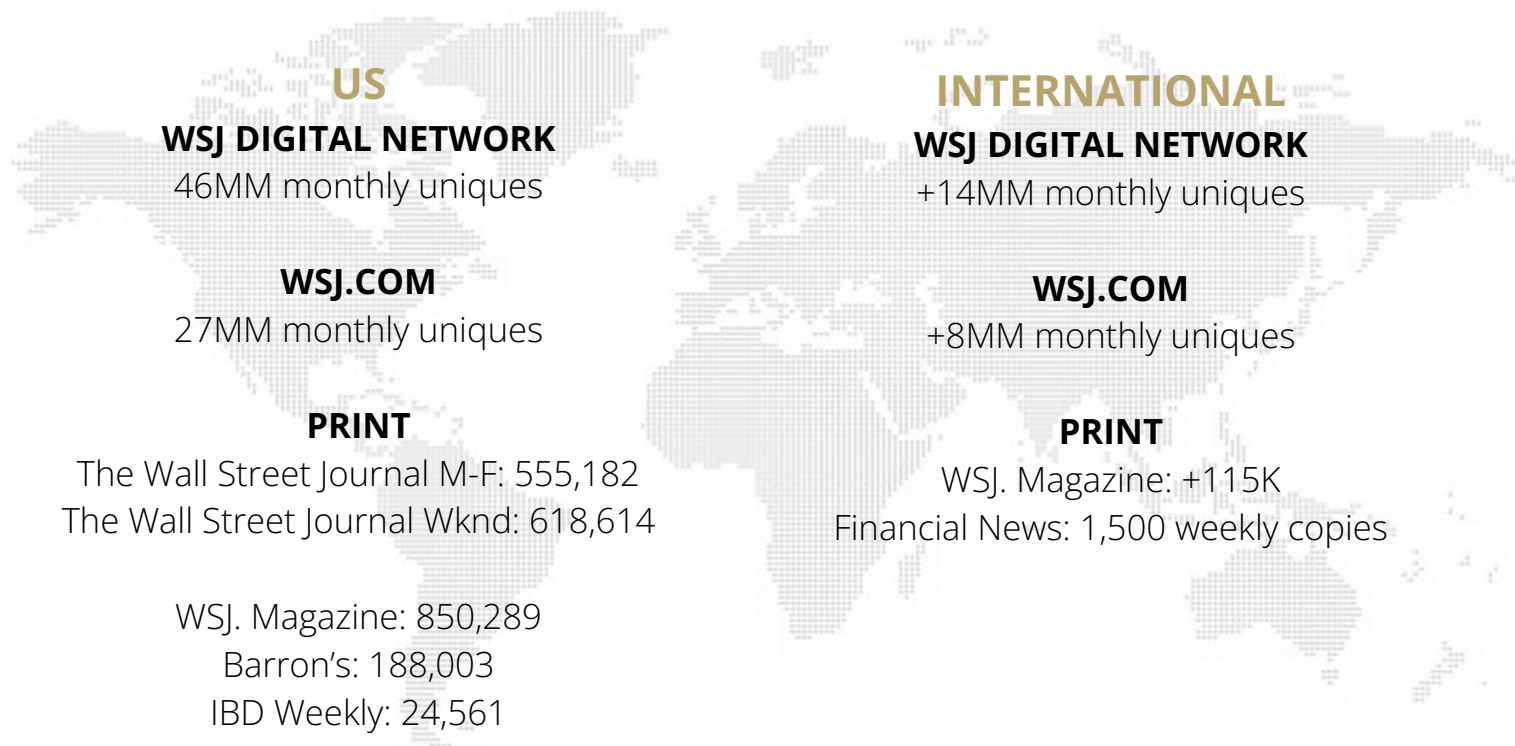 US
WSJ DIGITAL NETWORK
46MM monthly uniques
WSJ.COM
27MM monthly uniques
PRINT
The Wall Street Journal M-F: 555,182
The Wall Street Journal Wknd: 618,614
WSJ. Magazine: 850,289
Barron’s: 188,003
IBD Weekly: 24,561
INTERNATIONAL
WSJ DIGITAL NETWORK
+14MM monthly uniques
WSJ.COM
+8MM monthly uniques
PRINT
WSJ. Magazine: +115K
Financial News: 1,500 weekly copies